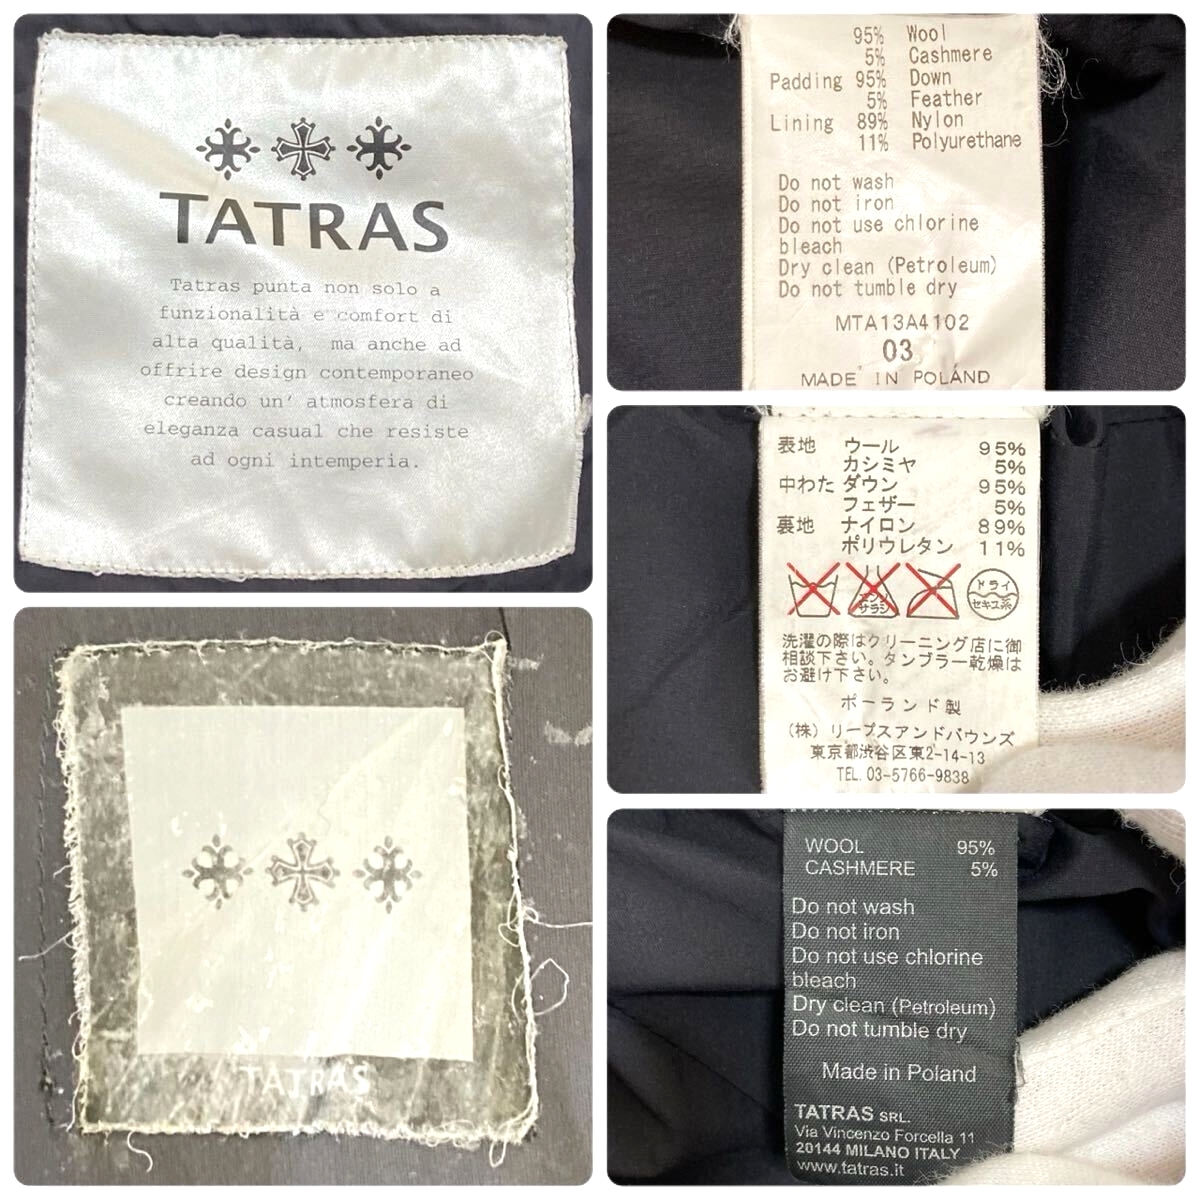 TATRAS
Tatras punta non solo a
funzionalità e comfort di
alta qualità, ma anche ad
offrire design contemporaneo
creando un' atmosfera di
eleganza casual che resiste
ad ogni intemperia.
TATRAS
95% Wool
5% Cashmere
Padding 95% Down
5% Feather
Lining 89% Nylon
11% Polyurethane
Do not wash
Do not iron
Do not use chlorine
bleach
Dry clean (Petroleum)
Do not tumble dry
MTA13A4102
03
MADE IN POLAND
表地 ウール 95%
カシミヤ 5%
中わた ダウン 95%
フェザー 5%
裏地 ナイロン 89%
ポリウレタン 11%
エンソ サラシ ドライ
セキユ系
洗濯の際はクリーニング店に御
相談下さい。タンブラー乾燥は
お避け下さい。
ポーランド製
(株) リープスアンドバウンズ
東京都渋谷区東2-14-13
TEL. 03-5766-9838
WOOL 95%
CASHMERE 5%
Do not wash
Do not iron
Do not use chlorine
bleach
Dry clean (Petroleum)
Do not tumble dry
Made in Poland
TATRAS SRL.
Via Vincenzo Forcella 11
20144 MILANO ITALY
www.tatras.it